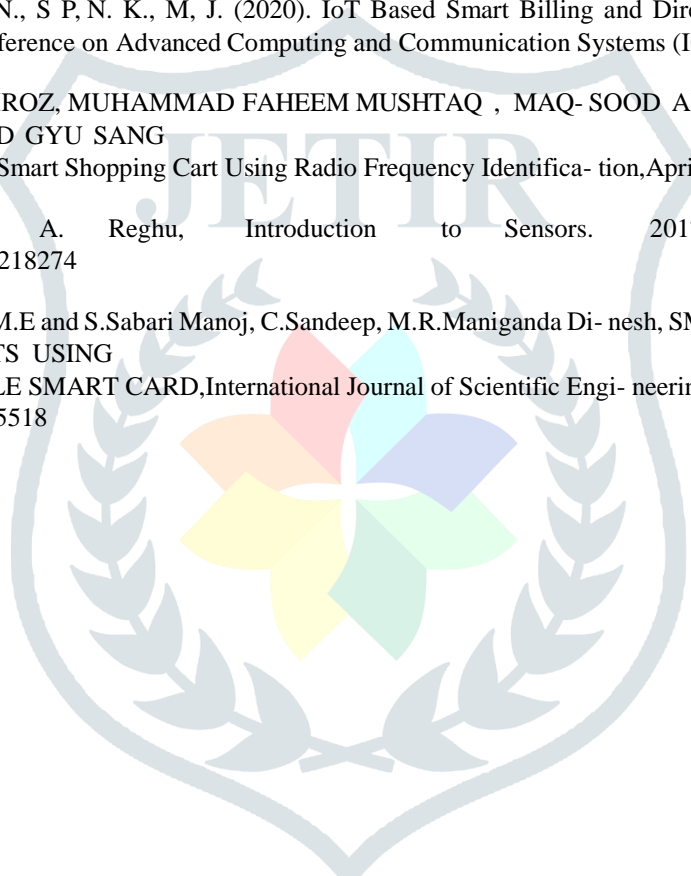 N., S P, N. K., M, J. (2020). IoT Based Smart Billing and Dire
ference on Advanced Computing and Communication Systems (I
ROZ, MUHAMMAD FAHEEM MUSHTAQ , MAQ- SOOD A
D GYU SANG
Smart Shopping Cart Using Radio Frequency Identifica- tion,Apri
A. Reghu, Introduction to Sensors. 201
218274
M.E and S.Sabari Manoj, C.Sandeep, M.R.Maniganda Di- nesh, SM
TS USING
LE SMART CARD,International Journal of Scientific Engi- neerin
5518
JETIR